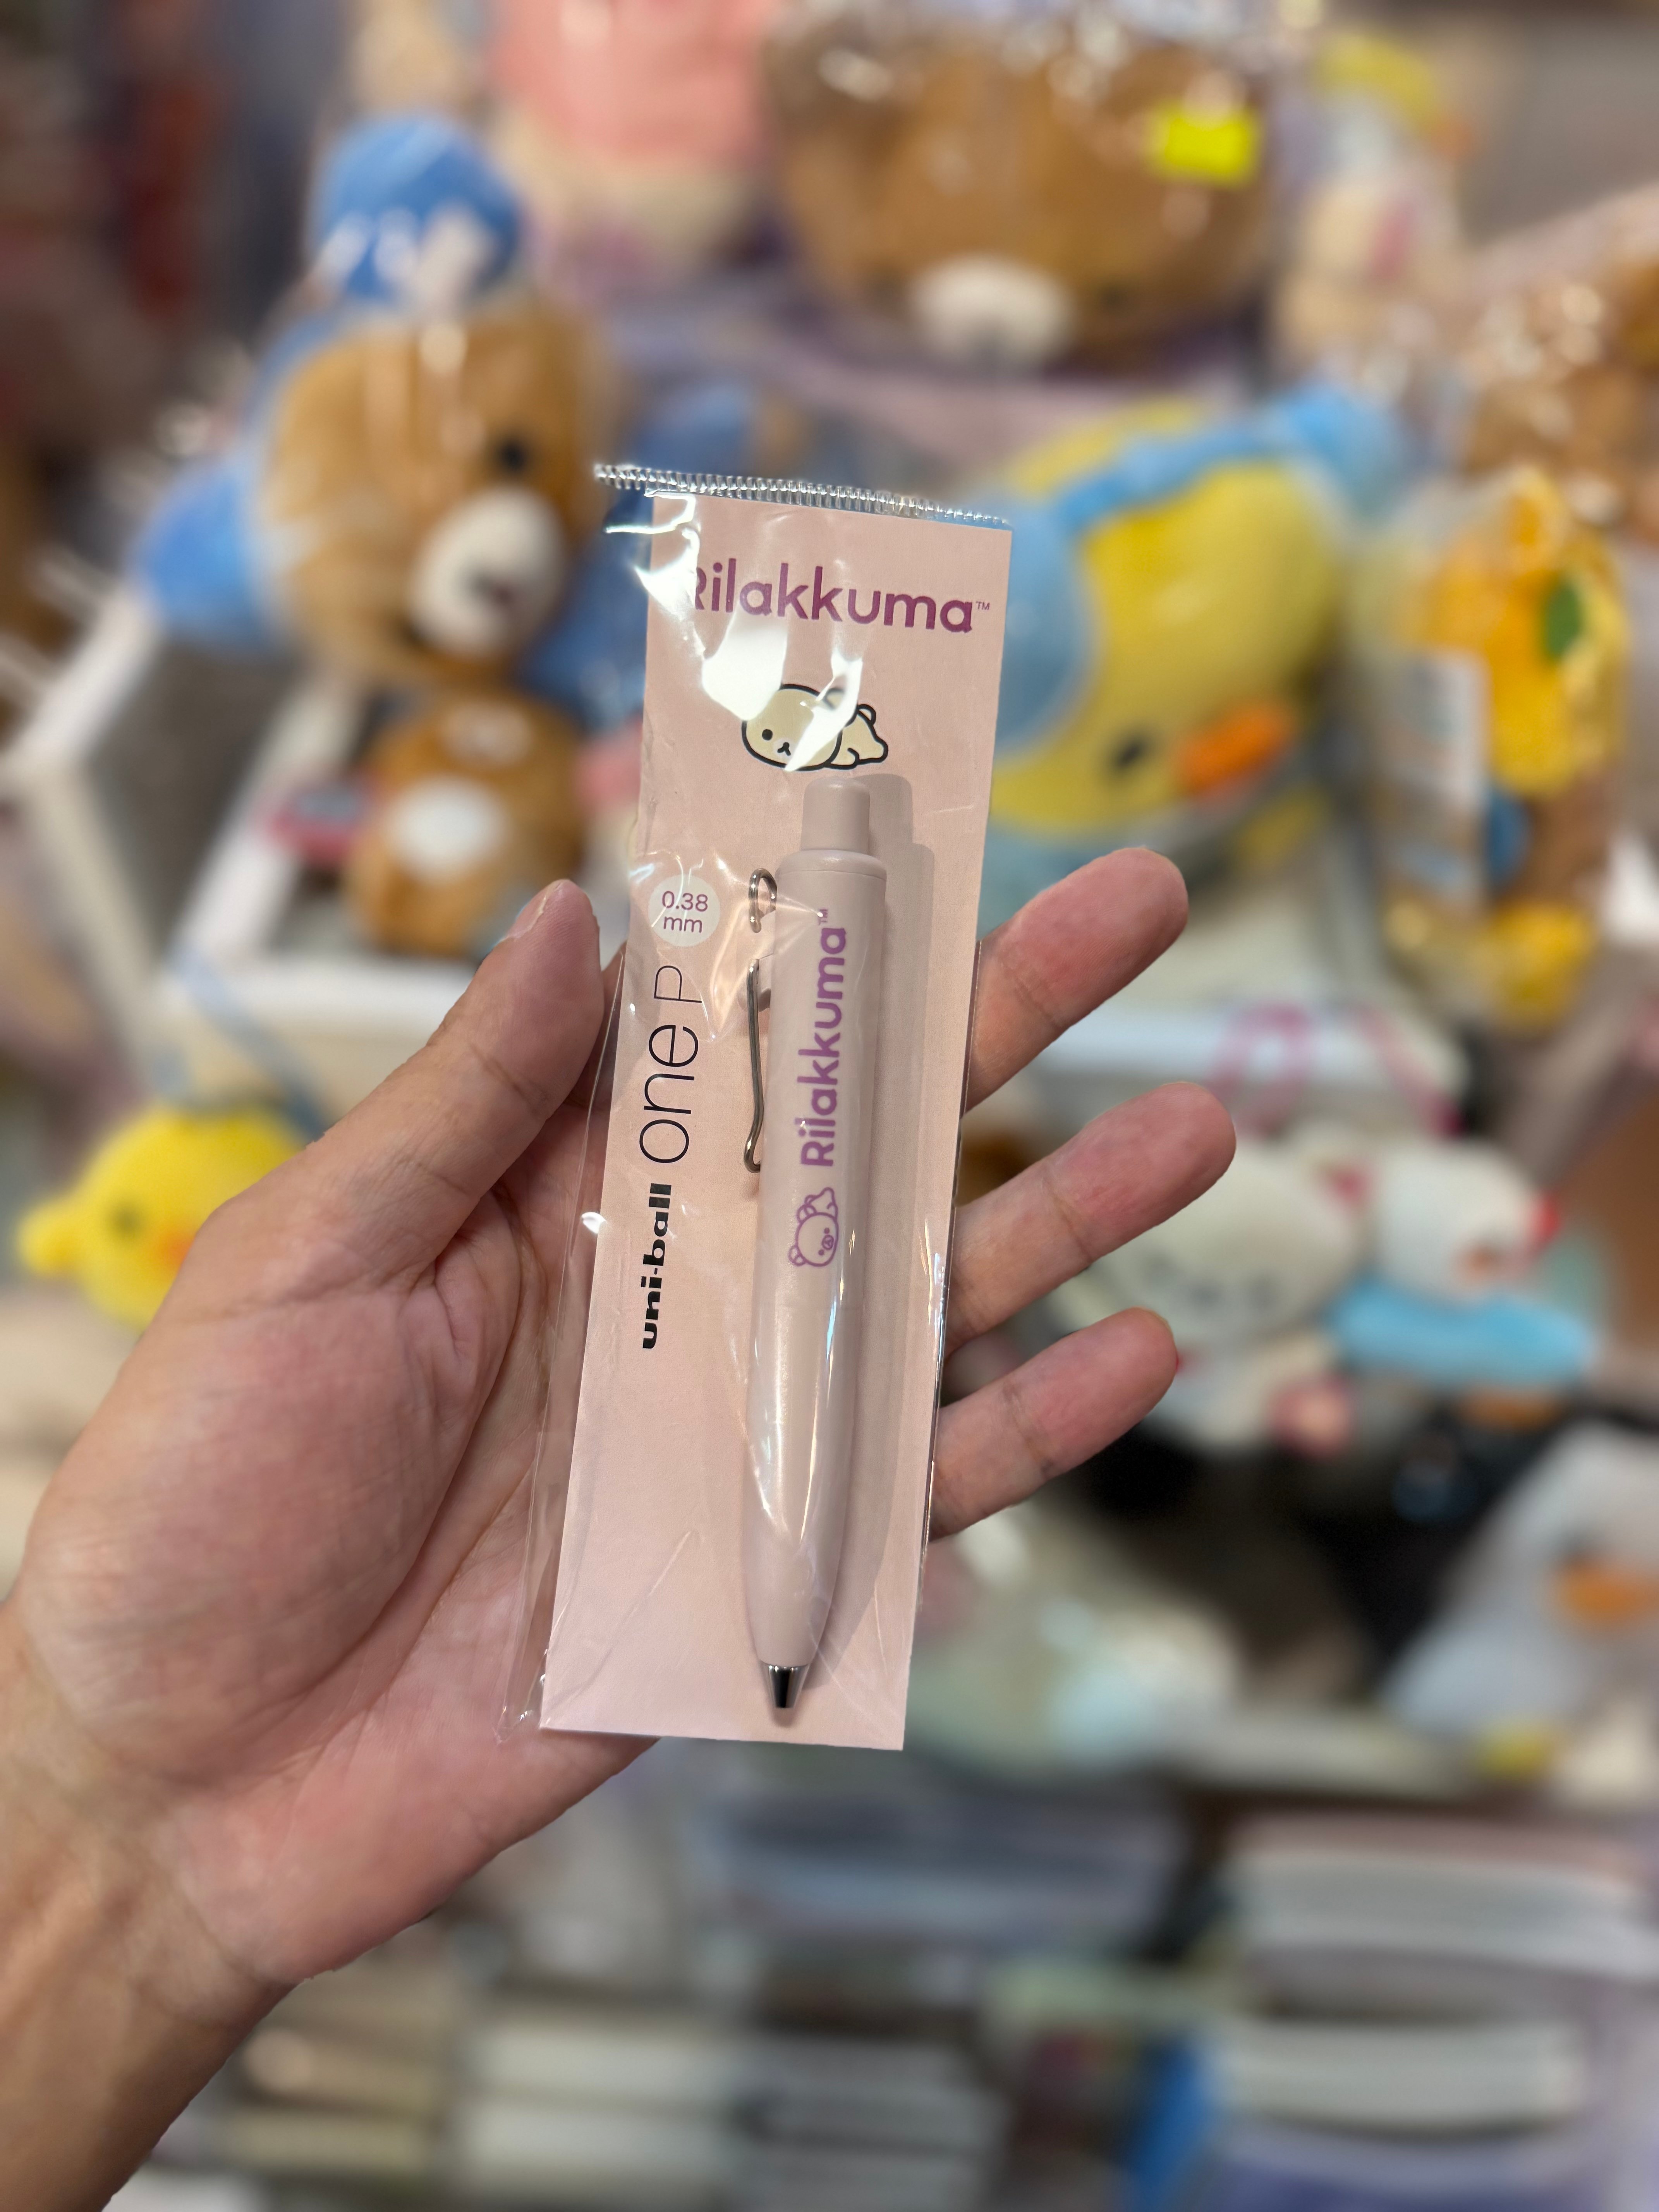 Rilakkuma™
0.38
mm
uni-ball one P
Rilakkuma™